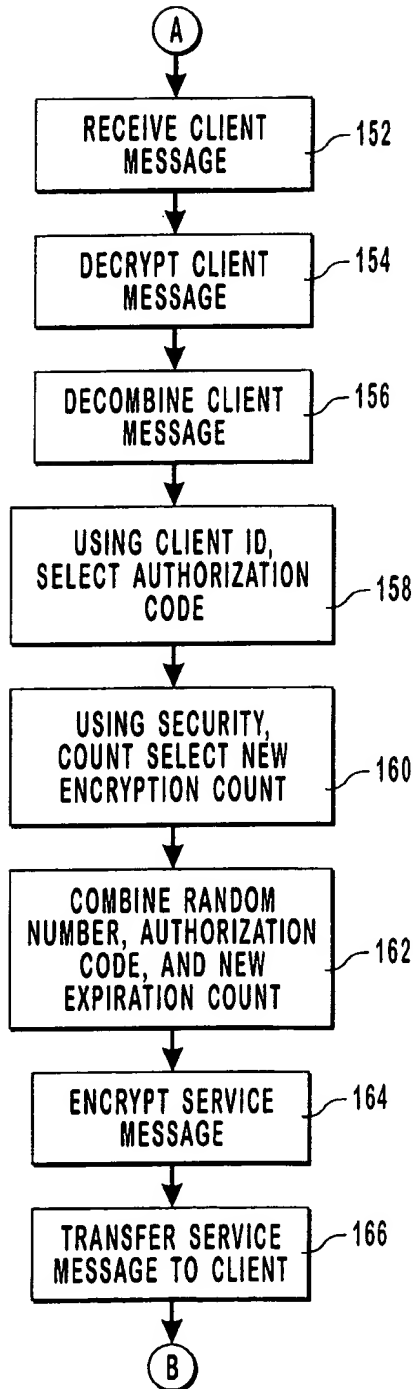 A
RECEIVE CLIENT
MESSAGE
152
DECRYPT CLIENT
MESSAGE
154
DECOMBINE CLIENT
MESSAGE
156
USING CLIENT ID,
SELECT AUTHORIZATION
CODE
158
USING SECURITY,
COUNT SELECT NEW
ENCRYPTION COUNT
160
COMBINE RANDOM
NUMBER, AUTHORIZATION
CODE, AND NEW
EXPIRATION COUNT
162
ENCRYPT SERVICE
MESSAGE
164
TRANSFER SERVICE
MESSAGE TO CLIENT
166
B